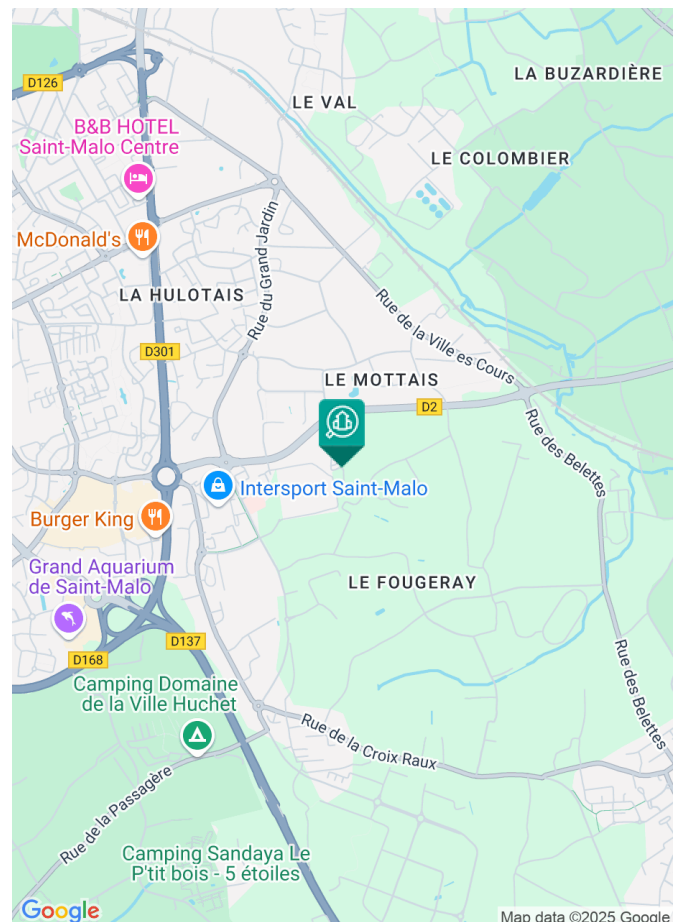 LA BUZARDIÈRE
D126
LE VAL
B&B HOTEL
Saint-Malo Centre
LE COLOMBIER
McDonald's
Rue du Grand Jardin
LA HULOTAIS
Rue de la Ville es Cours
D301
LE MOTTAIS
D2
Rue des Belettes
Intersport Saint-Malo
Burger King
Grand Aquarium
de Saint-Malo
LE FOUGERAY
D137
D168
Rue des Belettes
Camping Domaine
de la Ville Huchet
Rue de la Croix Raux
Rue de la Passagère
Camping Sandaya Le
P'tit bois - 5 étoiles
Google
Map data ©2025 Google